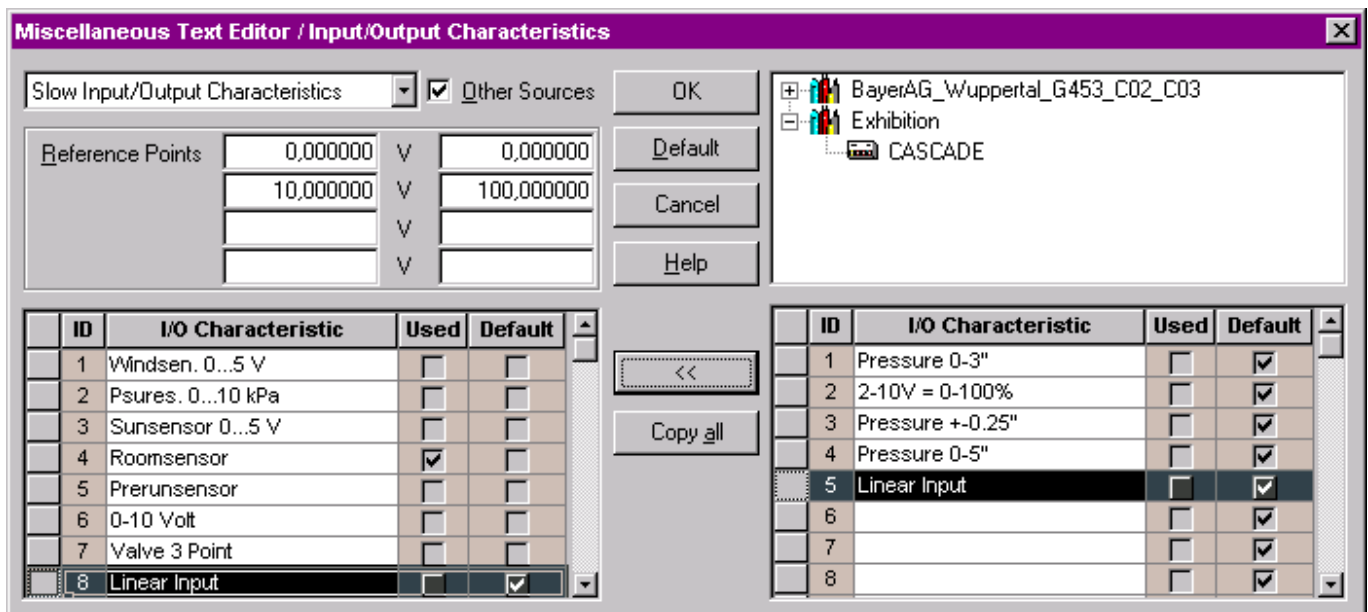 Miscellaneous Text Editor / Input/Output Characteristics
Slow Input/Output Characteristics
Other Sources
Reference Points
0,000000 V 0,000000
10,000000 V 100,000000
V
V
OK
Default
Cancel
Help
BayerAG_Wuppertal_G453_C02_C03
Exhibition
CASCADE
ID I/O Characteristic Used Default
1 Windsen. 0...5 V
2 Psures. 0...10 kPa
3 Sunsensor 0...5 V
4 Roomsensor
5 Prerunsensor
6 0-10 Volt
7 Valve 3 Point
8 Linear Input
<<
Copy all
ID I/O Characteristic Used Default
1 Pressure 0-3"
2 2-10V = 0-100%
3 Pressure +-0.25"
4 Pressure 0-5"
5 Linear Input
6
7
8